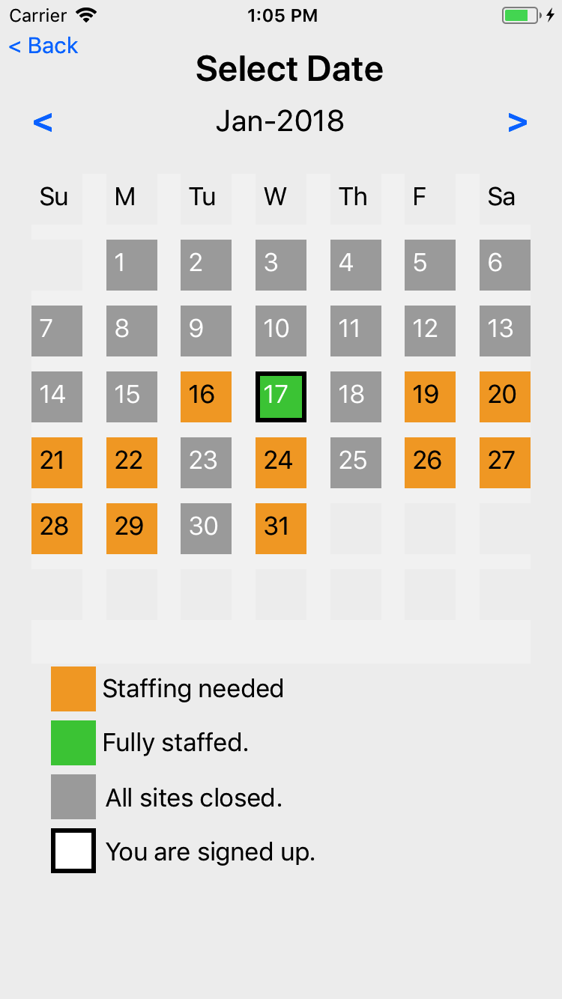 Carrier 1:05 PM
< Back
Select Date
< Jan-2018 >
Su M Tu W Th F Sa
1 2 3 4 5 6
7 8 9 10 11 12 13
14 15 16 17 18 19 20
21 22 23 24 25 26 27
28 29 30 31
Staffing needed
Fully staffed.
All sites closed.
You are signed up.